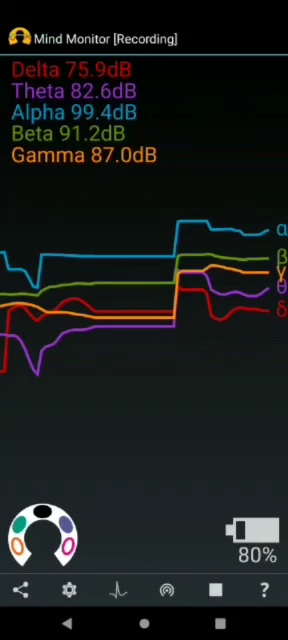 Mind Monitor [Recording]
Delta 75.9dB
Theta 82.6dB
Alpha 99.4dB
Beta 91.2dB
Gamma 87.0dB
α
β
γ
θ
δ
80%
?